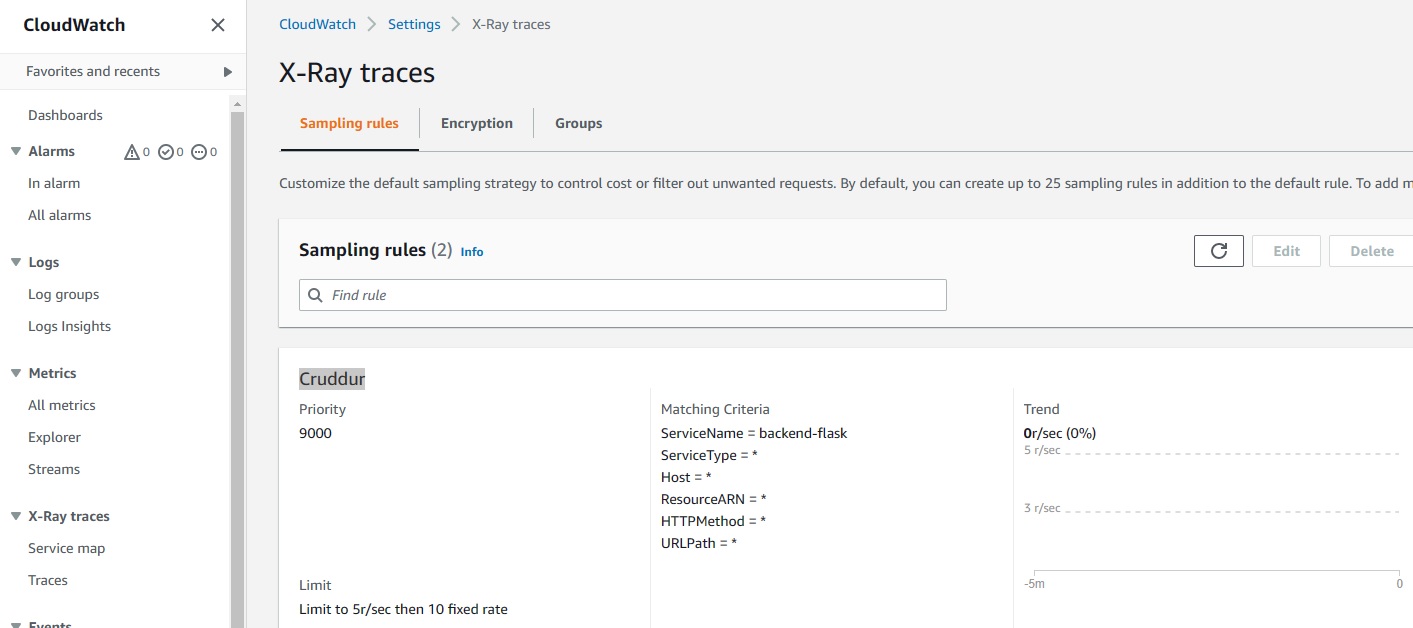 CloudWatch
Favorites and recents
Dashboards
Alarms 0 0 0
In alarm
All alarms
Logs
Log groups
Logs Insights
Metrics
All metrics
Explorer
Streams
X-Ray traces
Service map
Traces
Events
CloudWatch > Settings > X-Ray traces
X-Ray traces
Sampling rules Encryption Groups
Customize the default sampling strategy to control cost or filter out unwanted requests. By default, you can create up to 25 sampling rules in addition to the default rule. To add
Sampling rules (2) Info
Edit Delete
Find rule
Cruddur
Priority
9000
Limit
Limit to 5r/sec then 10 fixed rate
Matching Criteria
ServiceName = backend-flask
ServiceType = *
Host = *
ResourceARN = *
HTTPMethod = *
URLPath = *
Trend
0r/sec (0%)
5 r/sec
3 r/sec
-5m 0